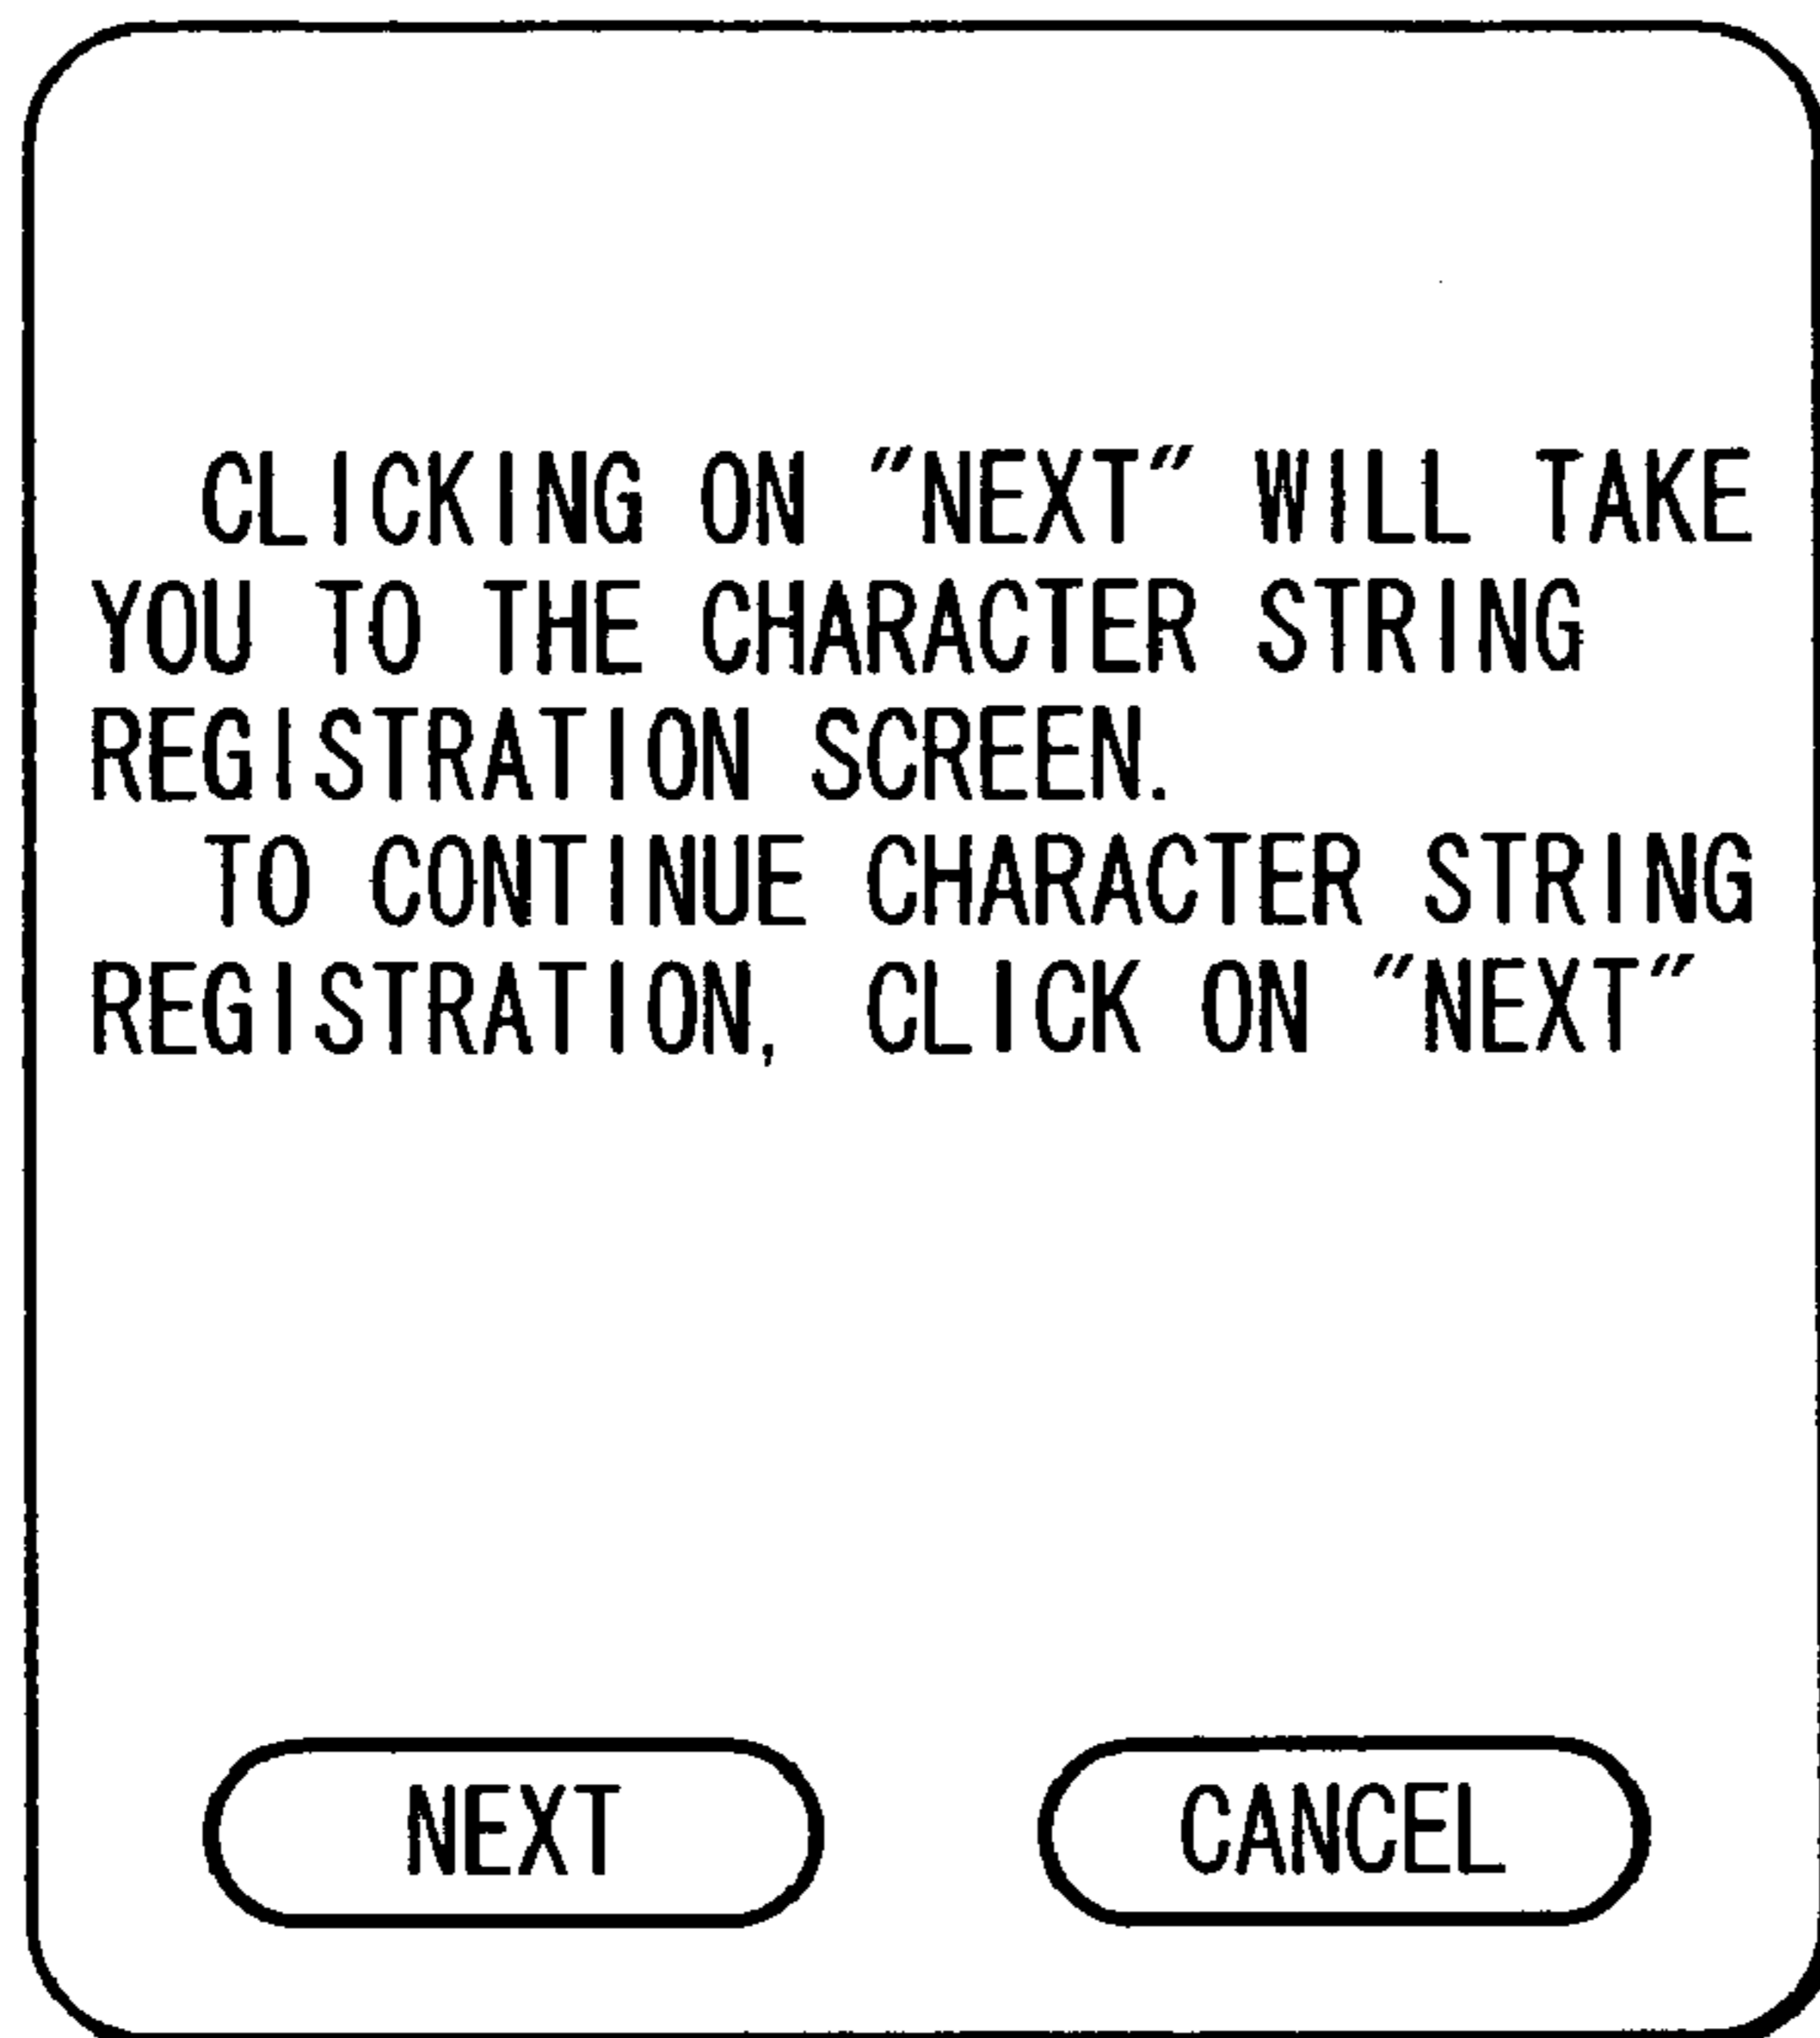 CLICKING ON "NEXT" WILL TAKE
YOU TO THE CHARACTER STRING
REGISTRATION SCREEN.
TO CONTINUE CHARACTER STRING
REGISTRATION, CLICK ON "NEXT"
NEXT CANCEL